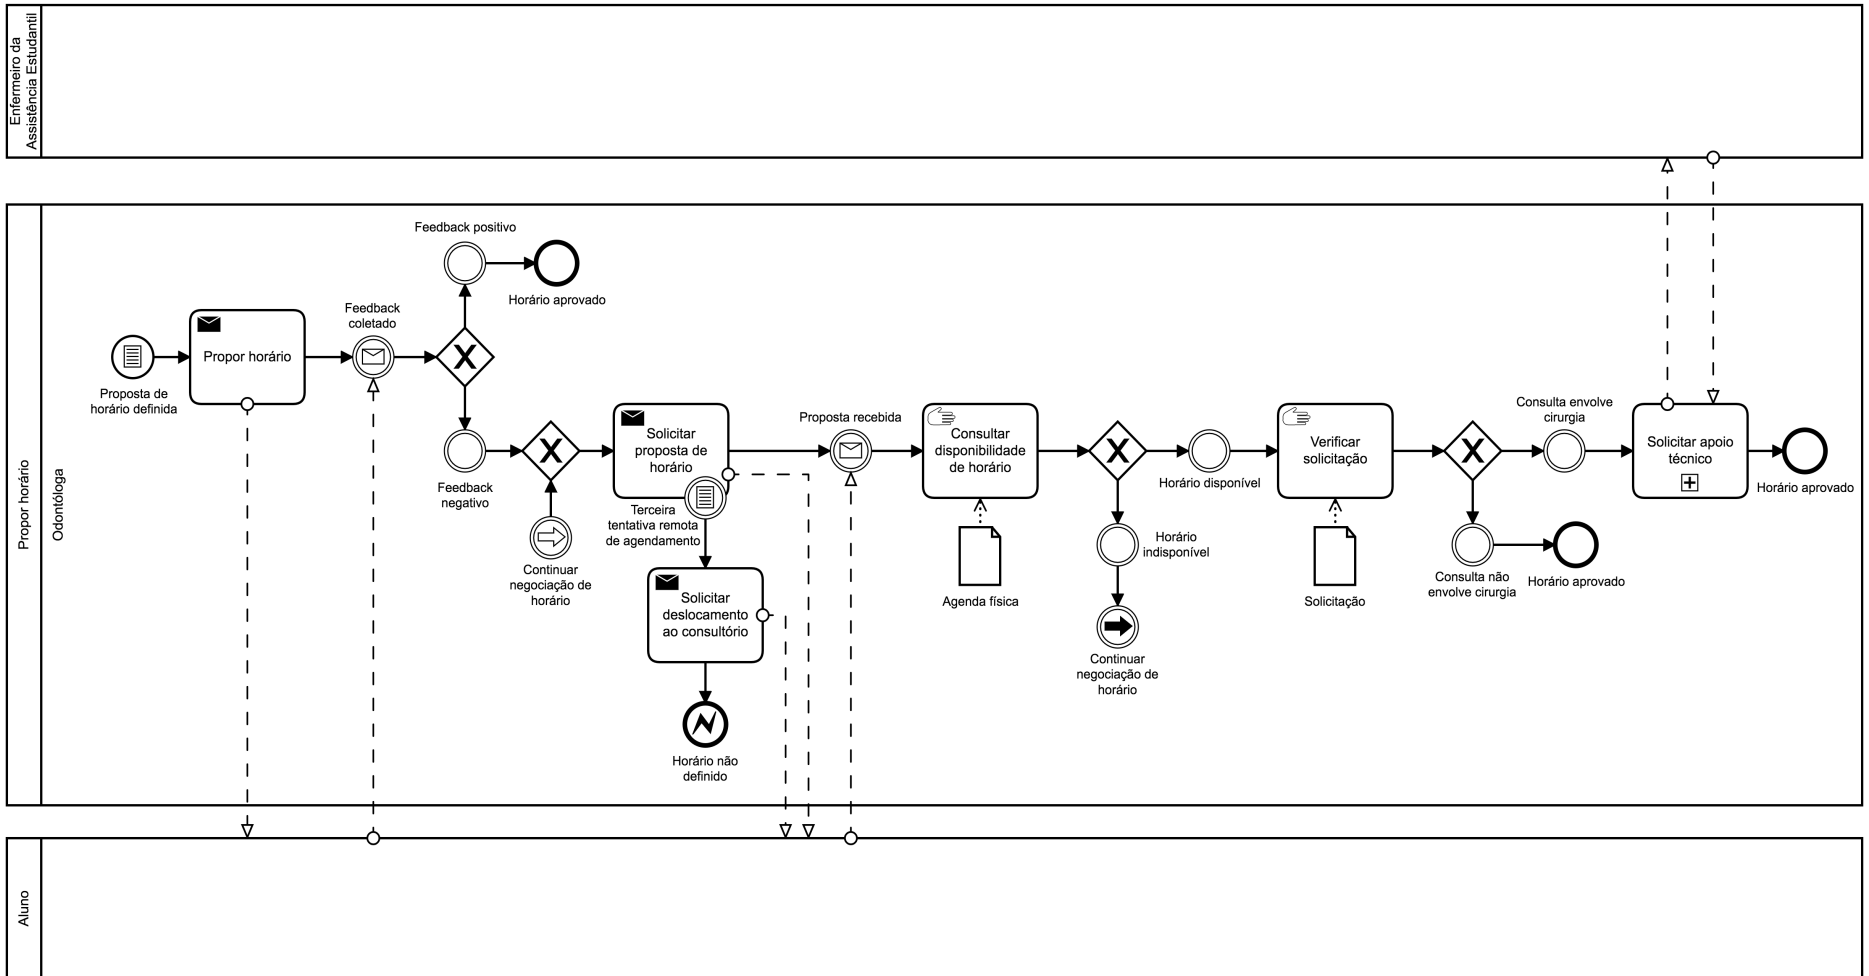 Enfermeiro da
Assistência Estudantil
Propor horário
Odontóloga
Feedback positivo
Horário aprovado
Feedback
coletado
Propor horário
Proposta de
horário definida
Feedback
negativo
Continuar
negociação de
horário
Solicitar
proposta de
horário
Terceira
tentativa remota
de agendamento
Solicitar
deslocamento
ao consultório
Horário não
definido
Proposta recebida
Consultar
disponibilidade
de horário
Agenda física
Horário disponível
Horário
indisponível
Continuar
negociação de
horário
Verificar
solicitação
Solicitação
Consulta envolve
cirurgia
Consulta não
envolve cirurgia
Horário aprovado
Solicitar apoio
técnico
Horário aprovado
Aluno